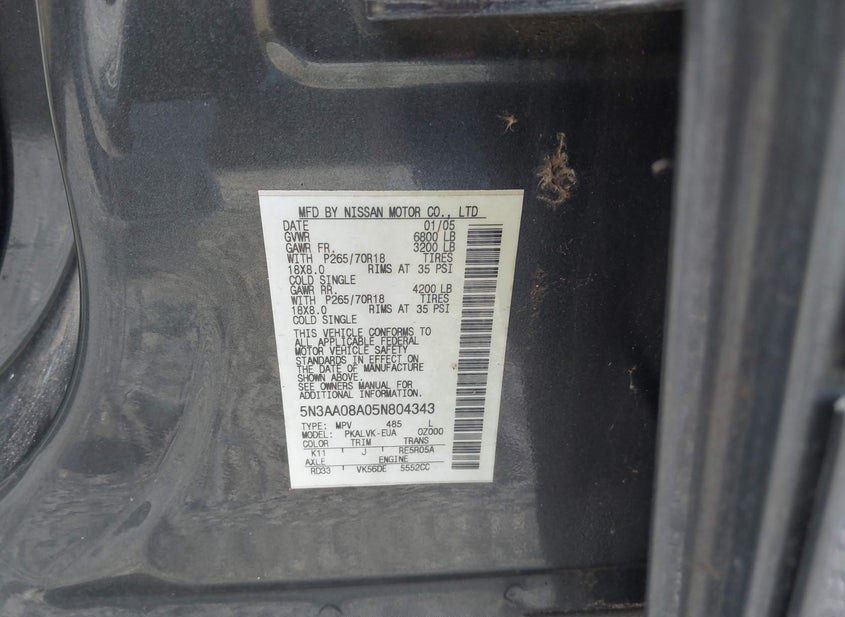 MFD BY NISSAN MOTOR CO., LTD
DATE 01/05
GVWR 6800 LB
GAWR FR. 3200 LB
WITH P265/70R18 TIRES
18X8.0 RIMS AT 35 PSI
COLD SINGLE
GAWR RR. 4200 LB
WITH P265/70R18 TIRES
18X8.0 RIMS AT 35 PSI
COLD SINGLE
THIS VEHICLE CONFORMS TO
ALL APPLICABLE FEDERAL
MOTOR VEHICLE SAFETY
STANDARDS IN EFFECT ON
THE DATE OF MANUFACTURE
SHOWN ABOVE.
SEE OWNERS MANUAL FOR
ADDITIONAL INFORMATION.
5N3AA08A05N804343
TYPE: MPV 485 L
MODEL: PKALVK-EUA 0Z000
COLOR TRIM TRANS
K11 J RE5R05A
AXLE ENGINE
RD33 VK56DE 5552CC